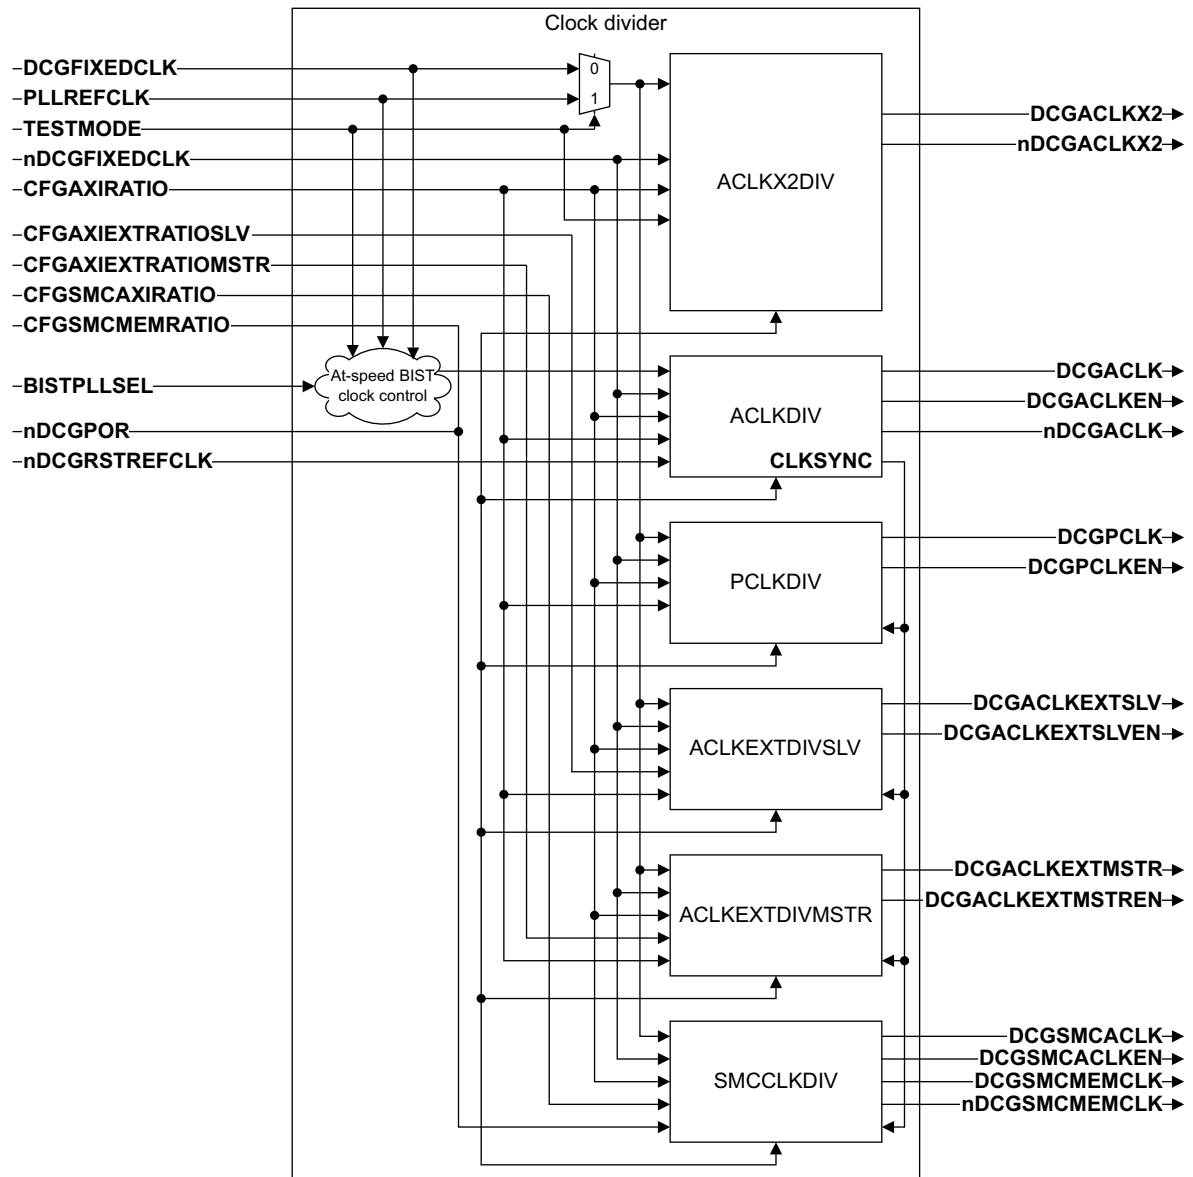 Clock divider
DCGFIXEDCLK
PLLREFCLK
TESTMODE
nDCGFIXEDCLK
CFGAXIRATIO
CFGAXIEXTRATIOSLV
CFGAXIEXTRATIOMSTR
CFGSMCAXIRATIO
CFGSMCMEMRATIO
BISTPLLSEL
nDCGPOR
nDCGRSTREFCLK
0
1
At-speed BIST
clock control
ACLKX2DIV
DCGACLKX2
nDCGACLKX2
ACLKDIV
CLKSYNC
DCGACLK
DCGACLKEN
nDCGACLK
PCLKDIV
DCGPCLK
DCGPCLKEN
ACLKEXTDIVSLV
DCGACLKEXTSLV
DCGACLKEXTSLVEN
ACLKEXTDIVMSTR
DCGACLKEXTMSTR
DCGACLKEXTMSTREN
SMCCLKDIV
DCGSMCACLK
DCGSMCACLKEN
DCGSMCMEMCLK
nDCGSMCMEMCLK